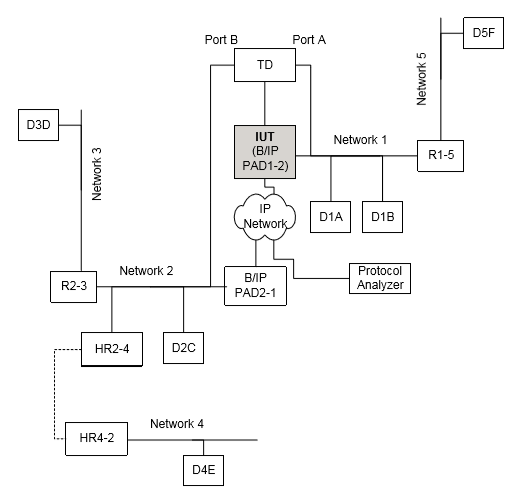 Port B
Port A
TD
D5F
Network 5
D3D
IUT
(B/IP
PAD1-2)
Network 1
R1-5
Network 3
IP
Network
D1A
D1B
R2-3
Network 2
B/IP
PAD2-1
Protocol
Analyzer
HR2-4
D2C
HR4-2
Network 4
D4E